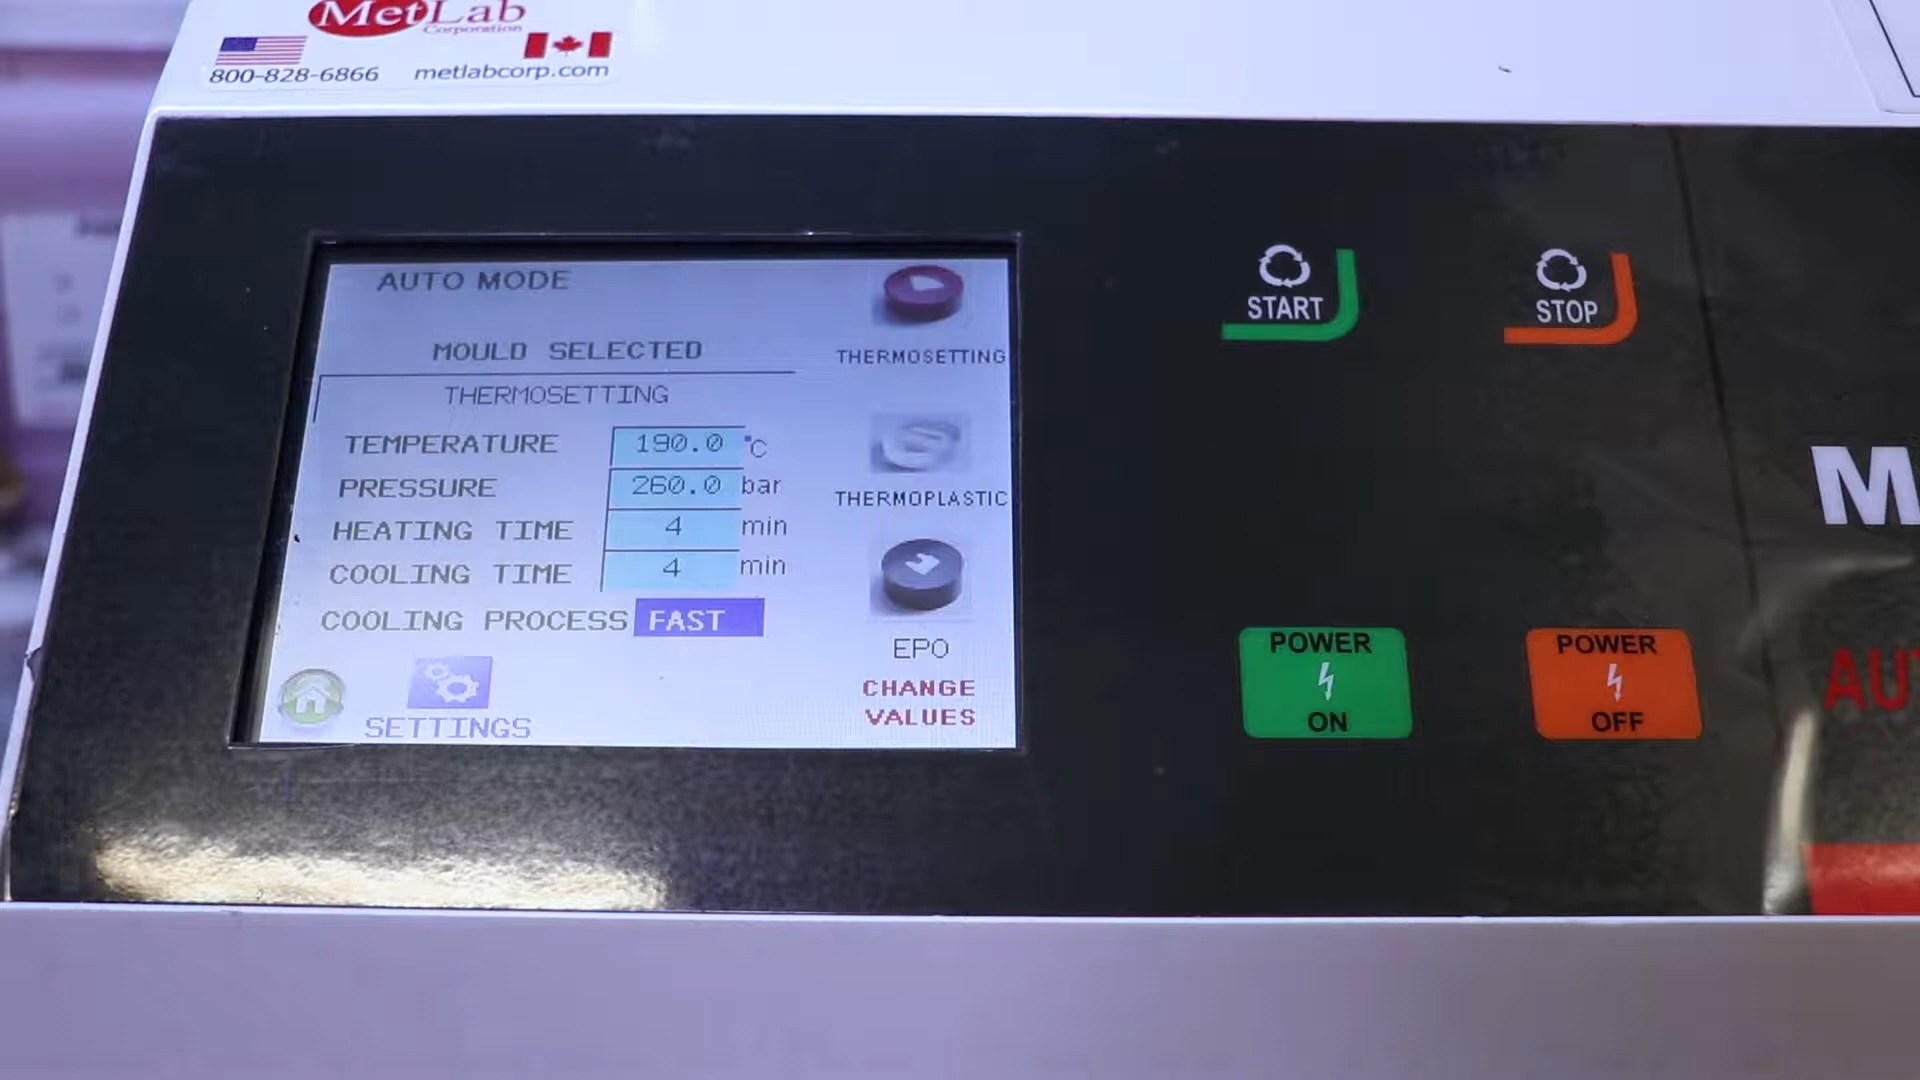 MetLab
Corporation
800-828-6866 metlabcorp.com
AUTO MODE
MOULD SELECTED
THERMOSETTING
TEMPERATURE 190.0 °C
PRESSURE 260.0 bar
HEATING TIME 4 min
COOLING TIME 4 min
COOLING PROCESS FAST
SETTINGS
THERMOSETTING
THERMOPLASTIC
EPO
CHANGE
VALUES
START
STOP
POWER
ON
POWER
OFF
M
AU